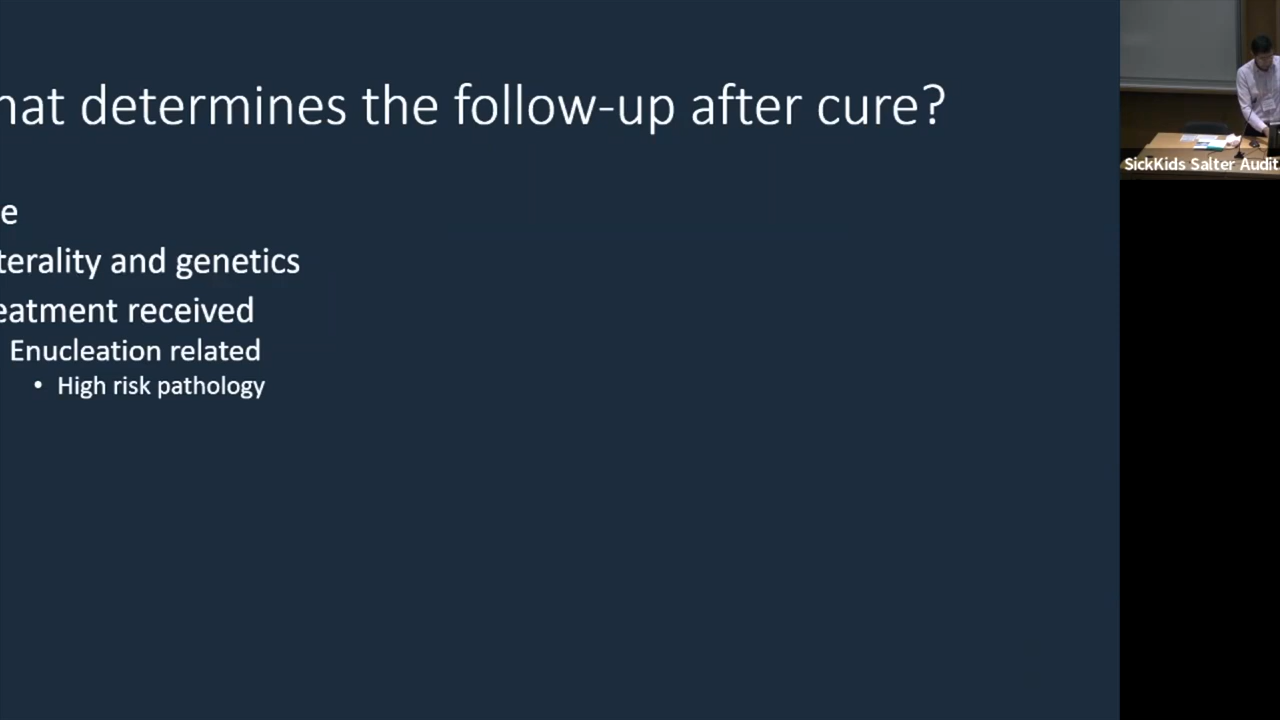 hat determines the follow-up after cure?
e
terality and genetics
eatment received
Enucleation related
• High risk pathology
SickKids Salter Audit